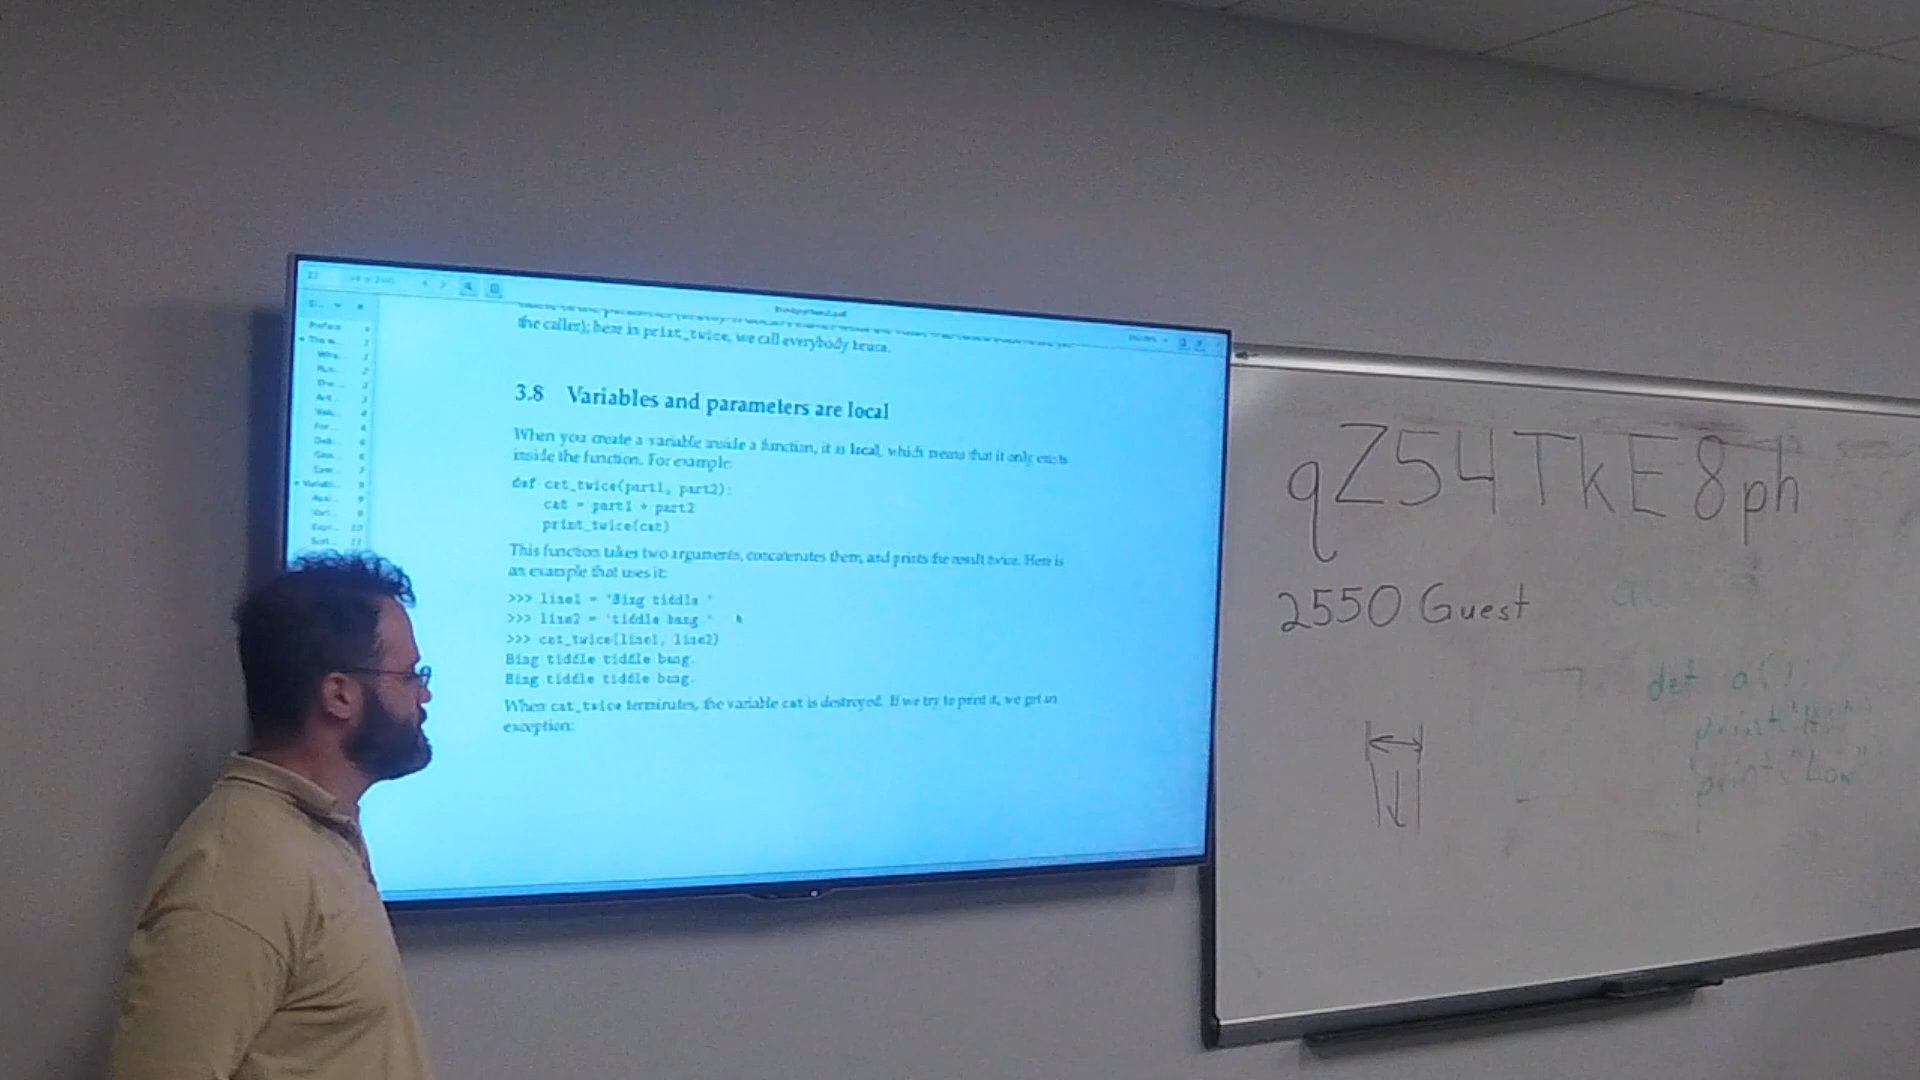 the caller); here in print_twice, we call everybody bruce.
3.8 Variables and parameters are local
When you create a variable inside a function, it is local, which means that it only exists
inside the function. For example:
def cat_twice(part1, part2):
cat = part1 + part2
print_twice(cat)
This function takes two arguments, concatenates them, and prints the result twice. Here is
an example that uses it:
>>> line1 = 'Bing tiddle '
>>> line2 = 'tiddle bang.'
>>> cat_twice(line1, line2)
Bing tiddle tiddle bang.
Bing tiddle tiddle bang.
When cat_twice terminates, the variable cat is destroyed. If we try to print it, we get an
exception:
qZ54TkE8ph
2550 Guest
def a():
print
print "Low"